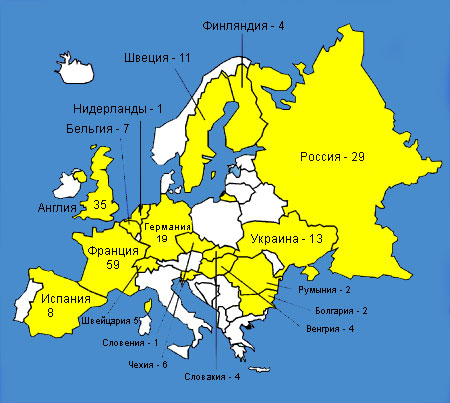 Финляндия - 4
Швеция - 11
Нидерланды - 1
Бельгия - 7
Россия - 29
Англия
35
Германия
19
Украина - 13
Франция
59
Испания
8
Румыния - 2
Болгария - 2
Швейцария 5
Венгрия - 4
Словения - 1
Чехия - 6
Словакия - 4